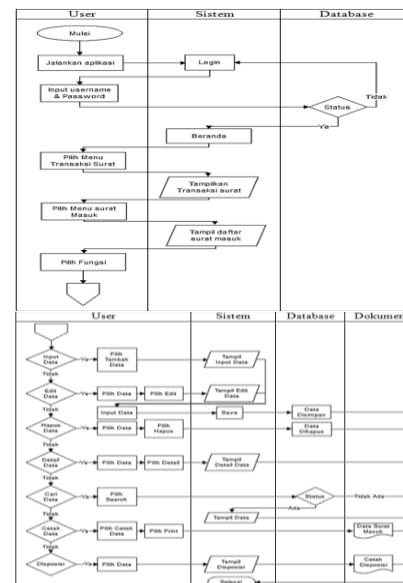 User Sistem Database
Mulai
Jalankan aplikasi
Login
Input username
& Password
Status
Tidak
Ya
Beranda
Pilih Menu
Transaksi Surat
Tampilkan
Transaksi surat
Pilih Menu surat
Masuk
Tampil daftar
surat masuk
Pilih Fungsi
User Sistem Database Dokumen
Input
Data
Ya
Pilih
Tambah
Data
Tampil
Input Data
Tidak
Edit
Data
Ya
Pilih Data
Pilih Edit
Tampil Edit
Data
Tidak
Input Data
Save
Data
Disimpan
Hapus
Data
Ya
Pilih Data
Pilih
Hapus
Data
Dihapus
Tidak
Detail
Data
Ya
Pilih Data
Pilih Detail
Tampil
Detail Data
Tidak
Cari
Data
Ya
Pilih
Search
Status
Tidak Ada
Ada
Tampil Data
Tidak
Cetak
Data
Ya
Pilih Cetak
Data
Pilih Print
Data Surat
Masuk
Tidak
Disposisi
Ya
Pilih Data
Tampil
Disposisi
Cetak
Disposisi
Selesai